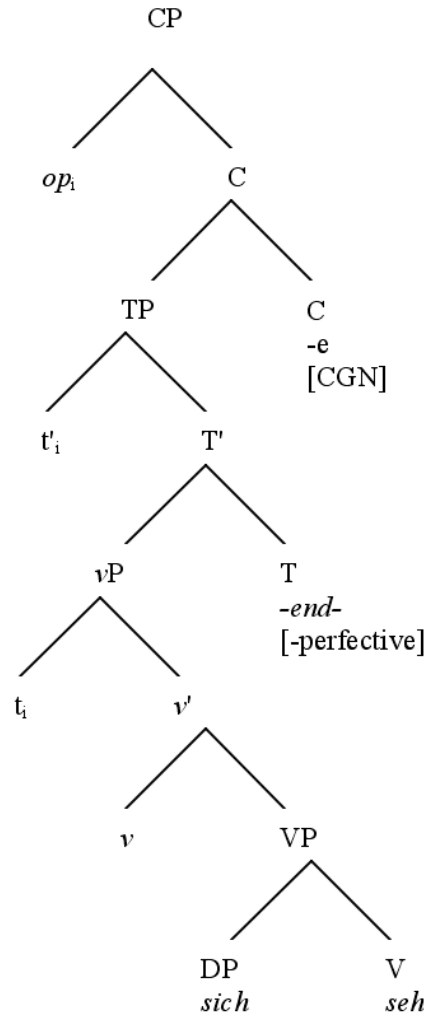 CP
opᵢ C
TP C
-e
[CGN]
t'ᵢ T'
vP T
-end-
[-perfective]
tᵢ v'
v VP
DP V
sich seh